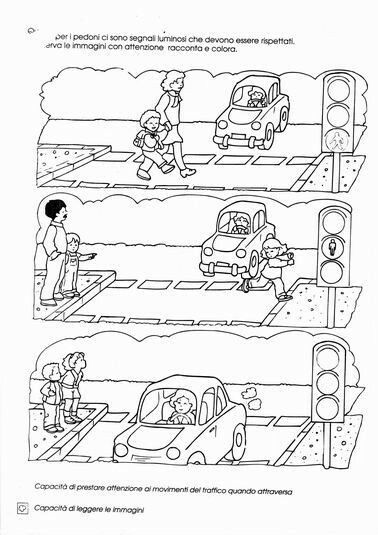 per i pedoni ci sono segnali luminosi che devono essere rispettati.
erva le immagini con attenzione racconta e colora.
Capacità di prestare attenzione ai movimenti del traffico quando attraversa
Capacità di leggere le immagini